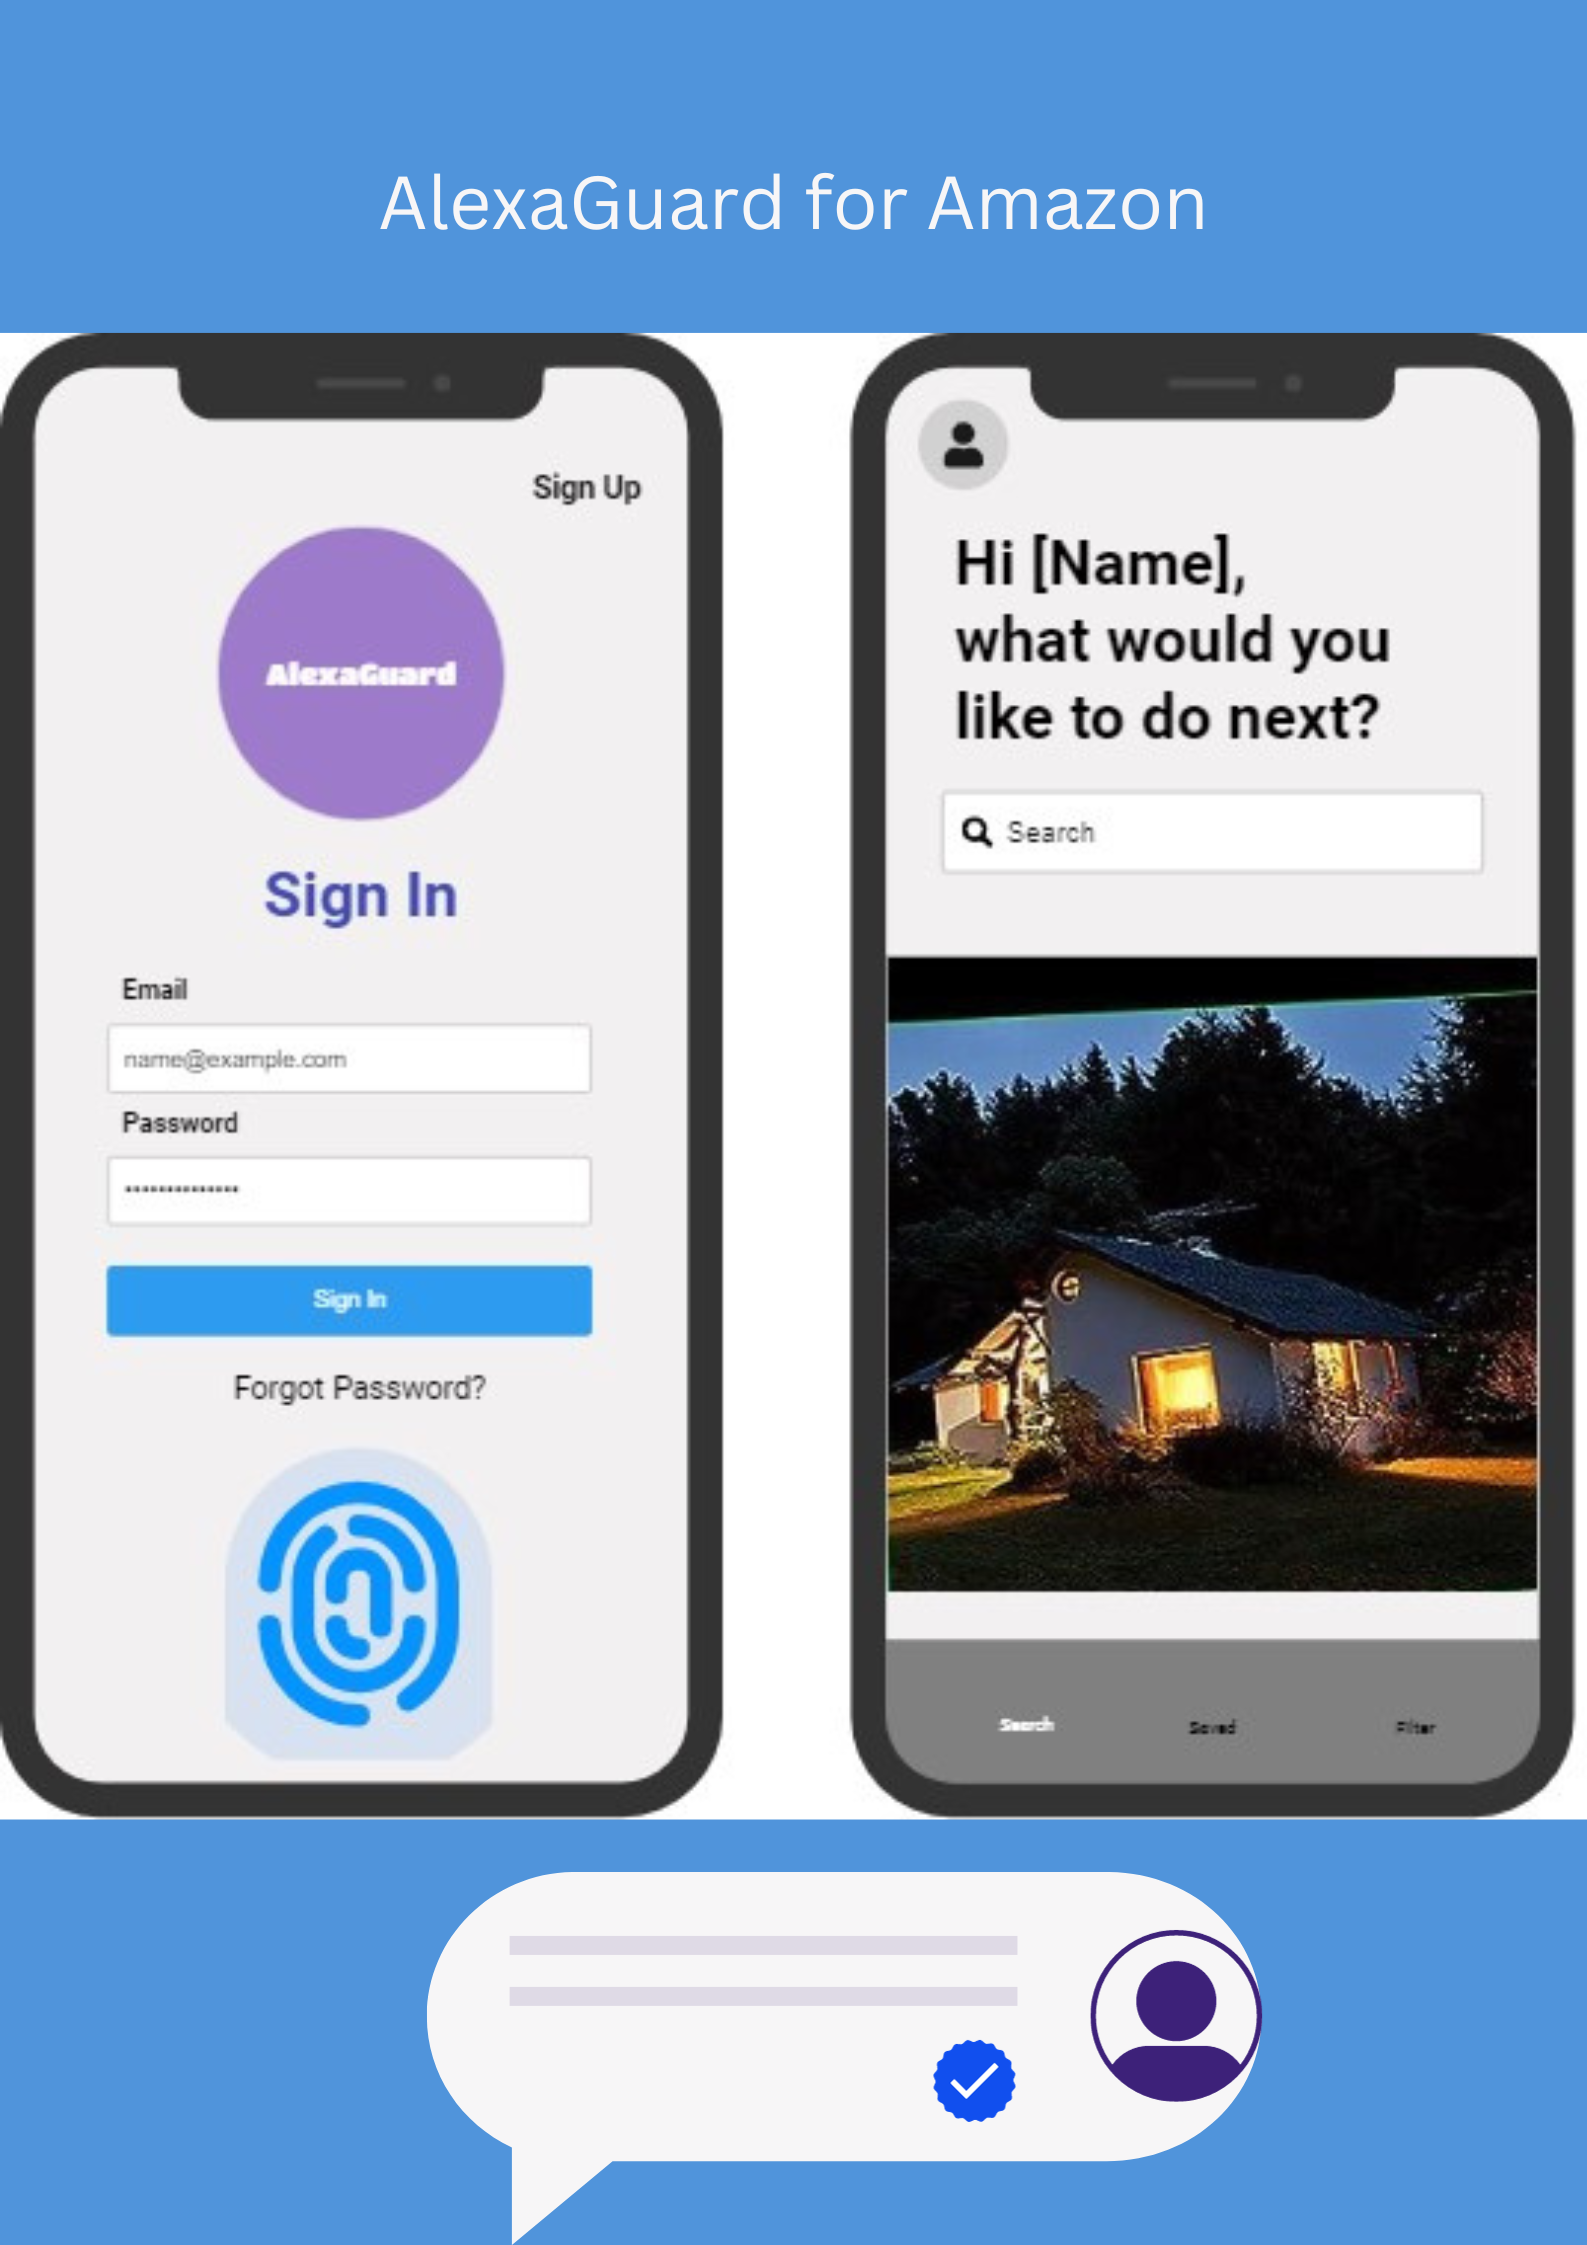 AlexaGuard for Amazon
Sign Up
AlexaGuard
Sign In
Email
name@example.com
Password
••••••••••••••
Sign In
Forgot Password?
Hi [Name],
what would you
like to do next?
Search
Search
Saved
Filter